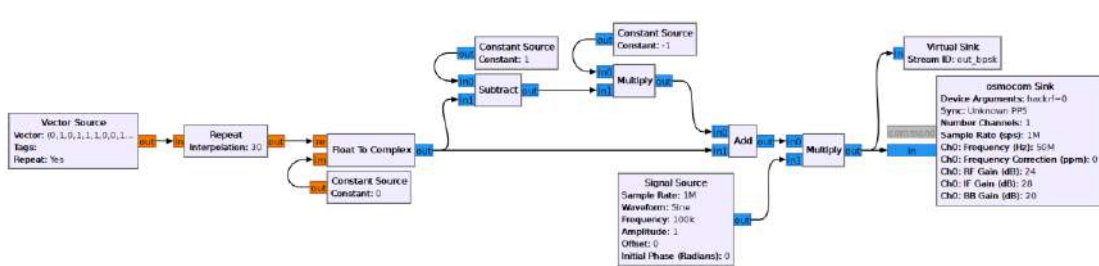 Vector Source
Vector: (0,1,0,1,1,1,0,0,1...
Tags:
Repeat: Yes
out
in
Repeat
Interpolation: 30
out
re
im
Float To Complex
out
out
Constant Source
Constant: 0
out
Constant Source
Constant: 1
in0
in1
Subtract
out
out
Constant Source
Constant: -1
in0
in1
Multiply
out
in0
in1
Add
out
Signal Source
Sample Rate: 1M
Waveform: Sine
Frequency: 100k
Amplitude: 1
Offset: 0
Initial Phase (Radians): 0
out
in0
in1
Multiply
out
in
Virtual Sink
Stream ID: out_bpsk
command
in
osmocom Sink
Device Arguments: hackrf=0
Sync: Unknown PPS
Number Channels: 1
Sample Rate (sps): 1M
Ch0: Frequency (Hz): 50M
Ch0: Frequency Correction (ppm): 0
Ch0: RF Gain (dB): 24
Ch0: IF Gain (dB): 28
Ch0: BB Gain (dB): 20